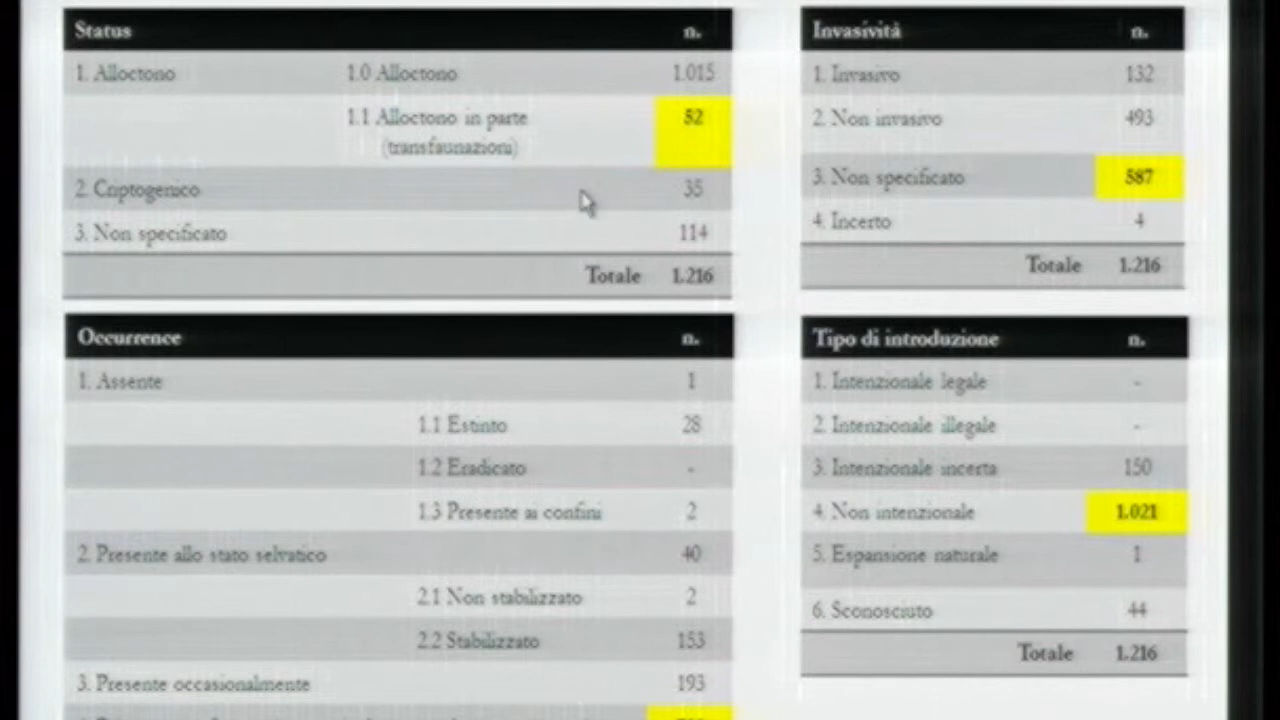 Status n.
1. Alloctono 1.0 Alloctono 1.015
1.1 Alloctono in parte 52
(transfaunazioni)
2. Criptogenico 35
3. Non specificato 114
Totale 1.216
Invasività n.
1. Invasivo 132
2. Non invasivo 493
3. Non specificato 587
4. Incerto 4
Totale 1.216
Occurrence n.
1. Assente 1
1.1 Estinto 28
1.2 Eradicato -
1.3 Presente ai confini 2
2. Presente allo stato selvatico 40
2.1 Non stabilizzato 2
2.2 Stabilizzato 153
3. Presente occasionalmente 193
Tipo di introduzione n.
1. Intenzionale legale -
2. Intenzionale illegale -
3. Intenzionale incerta 150
4. Non intenzionale 1.021
5. Espansione naturale 1
6. Sconosciuto 44
Totale 1.216